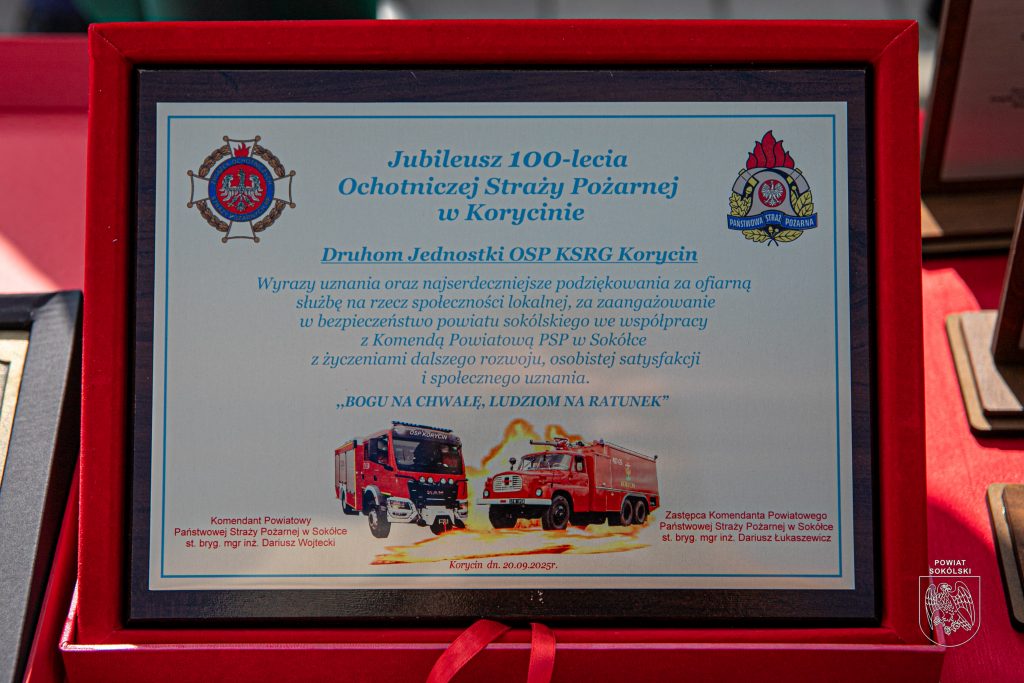 Jubileusz 100-lecia
Ochotniczej Straży Pożarnej
w Korycinie
PAŃSTWOWA STRAŻ POŻARNA
Druhom Jednostki OSP KSRG Korycin
Wyrazy uznania oraz najserdeczniejsze podziękowania za ofiarną
służbę na rzecz społeczności lokalnej, za zaangażowanie
w bezpieczeństwo powiatu sokólskiego we współpracy
z Komendą Powiatową PSP w Sokółce
z życzeniami dalszego rozwoju, osobistej satysfakcji
i społecznego uznania.
,,BOGU NA CHWAŁĘ, LUDZIOM NA RATUNEK”
OSP KORYCIN
MAN
Komendant Powiatowy
Państwowej Straży Pożarnej w Sokółce
st. bryg. mgr inż. Dariusz Wojtecki
Zastępca Komendanta Powiatowego
Państwowej Straży Pożarnej w Sokółce
st. bryg. mgr inż. Dariusz Łukaszewicz
Korycin dn. 20.09.2025r.
POWIAT
SOKÓLSKI